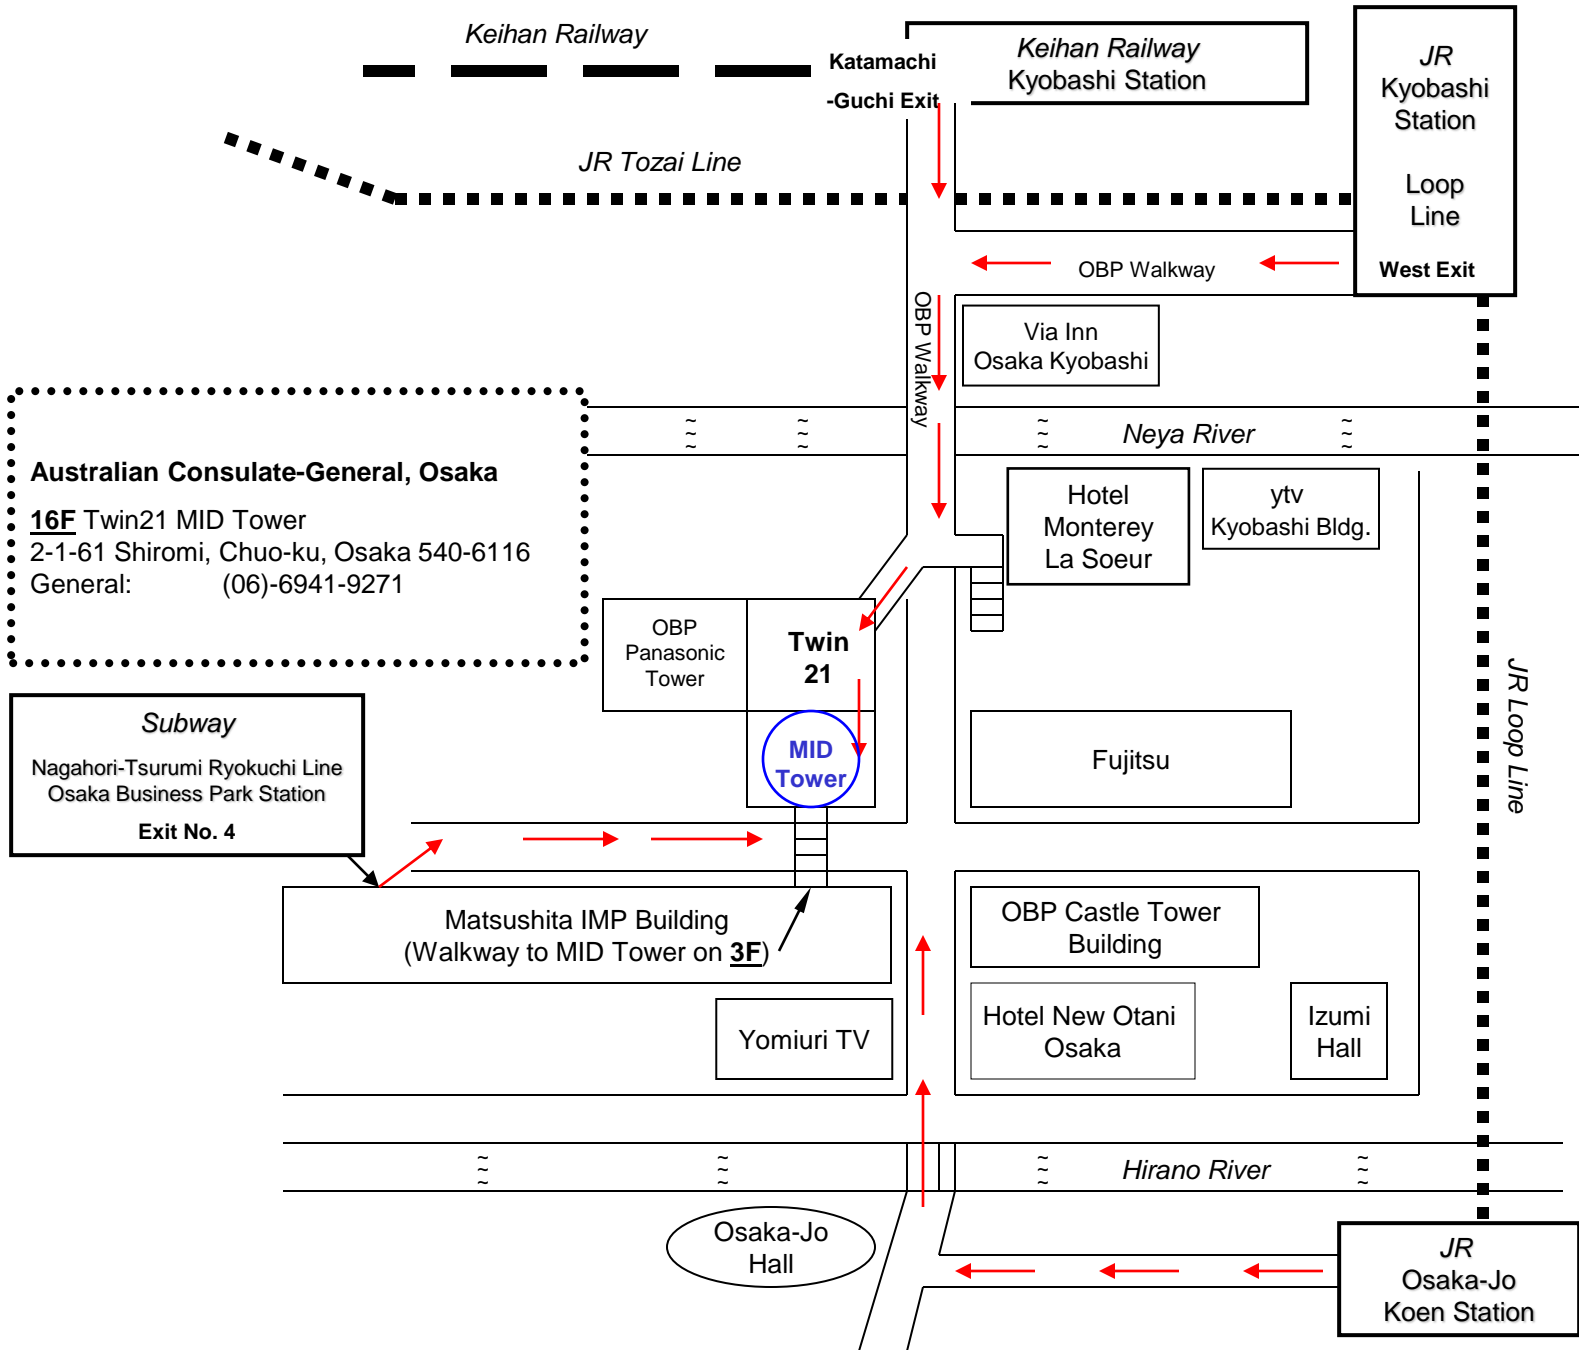 Keihan Railway
Katamachi
-Guchi Exit
Keihan Railway
Kyobashi Station
JR
Kyobashi
Station
Loop
Line
West Exit
JR Tozai Line
OBP Walkway
OBP Walkway
Via Inn
Osaka Kyobashi
~ ~ ~ ~
~ ~ ~ ~
~ ~ ~ ~
Neya River
Australian Consulate-General, Osaka
16F Twin21 MID Tower
2-1-61 Shiromi, Chuo-ku, Osaka 540-6116
General: (06)-6941-9271
Hotel
Monterey
La Soeur
ytv
Kyobashi Bldg.
OBP
Panasonic
Tower
Twin
21
JR Loop Line
Subway
Nagahori-Tsurumi Ryokuchi Line
Osaka Business Park Station
Exit No. 4
MID
Tower
Fujitsu
Matsushita IMP Building
(Walkway to MID Tower on 3F)
OBP Castle Tower
Building
Yomiuri TV
Hotel New Otani
Osaka
Izumi
Hall
~ ~ ~ ~
~ ~ ~ ~
~ ~ ~ ~
Hirano River
Osaka-Jo
Hall
JR
Osaka-Jo
Koen Station